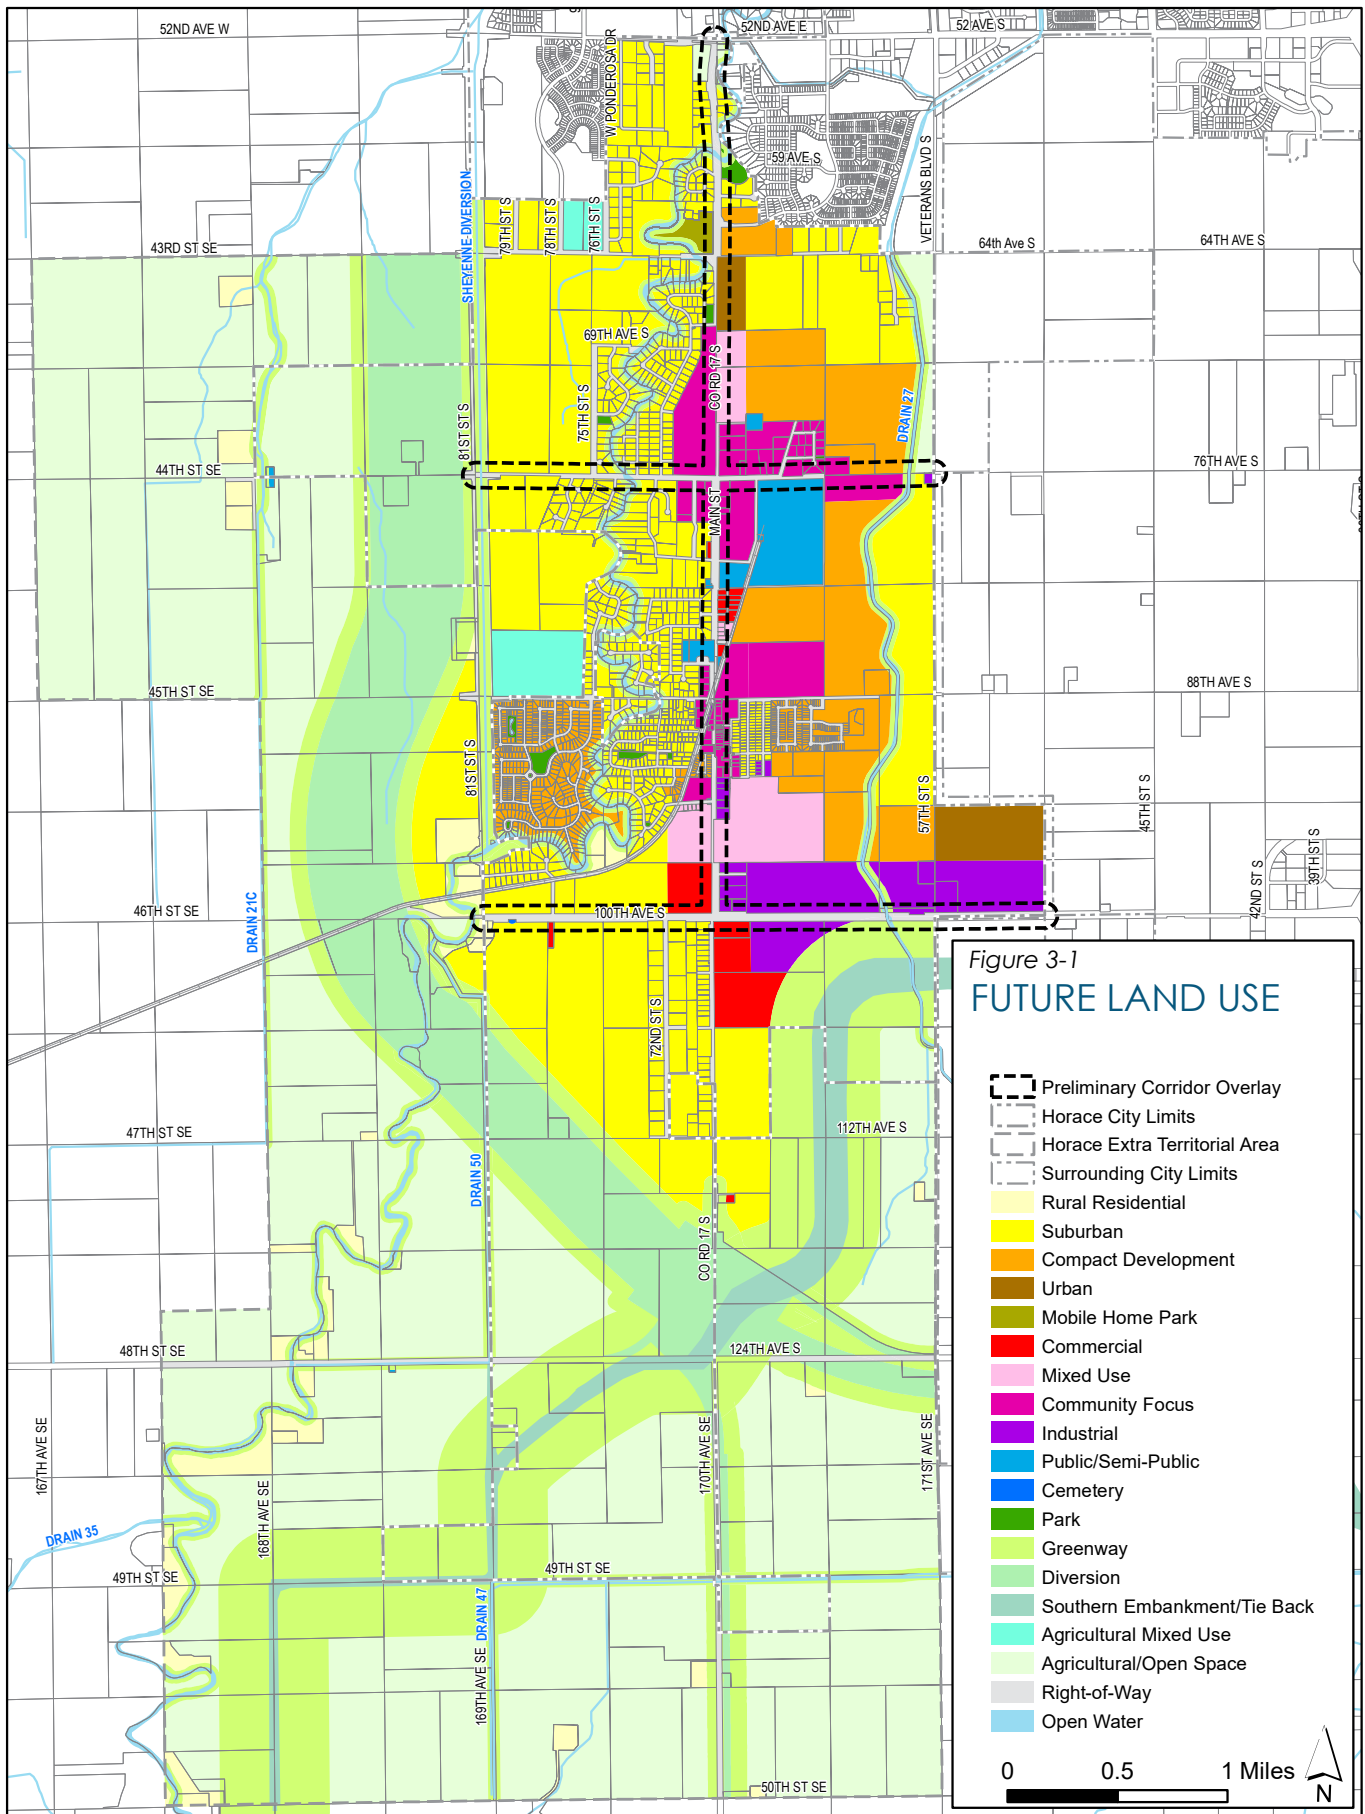 52ND AVE W
52ND AVE E
52 AVE S
W PONDEROSA DR
59 AVE S
VETERANS BLVD S
SHEYENNE DIVERSION
79TH ST S
78TH ST S
76TH ST S
43RD ST SE
64th Ave S
64TH AVE S
69TH AVE S
CO RD 17 S
75TH ST S
DRAIN 27
81ST ST S
44TH ST SE
76TH AVE S
MAIN ST
45TH ST SE
88TH AVE S
81ST ST S
57TH ST S
45TH ST S
39TH ST S
42ND ST S
DRAIN 21C
46TH ST SE
100TH AVE S
72ND ST S
47TH ST SE
112TH AVE S
DRAIN 50
CO RD 17 S
48TH ST SE
124TH AVE S
167TH AVE SE
168TH AVE SE
170TH AVE SE
171ST AVE SE
DRAIN 35
49TH ST SE
49TH ST SE
DRAIN 47
169TH AVE SE
50TH ST SE
Figure 3-1
FUTURE LAND USE
Preliminary Corridor Overlay
Horace City Limits
Horace Extra Territorial Area
Surrounding City Limits
Rural Residential
Suburban
Compact Development
Urban
Mobile Home Park
Commercial
Mixed Use
Community Focus
Industrial
Public/Semi-Public
Cemetery
Park
Greenway
Diversion
Southern Embankment/Tie Back
Agricultural Mixed Use
Agricultural/Open Space
Right-of-Way
Open Water
0 0.5 1 Miles
N